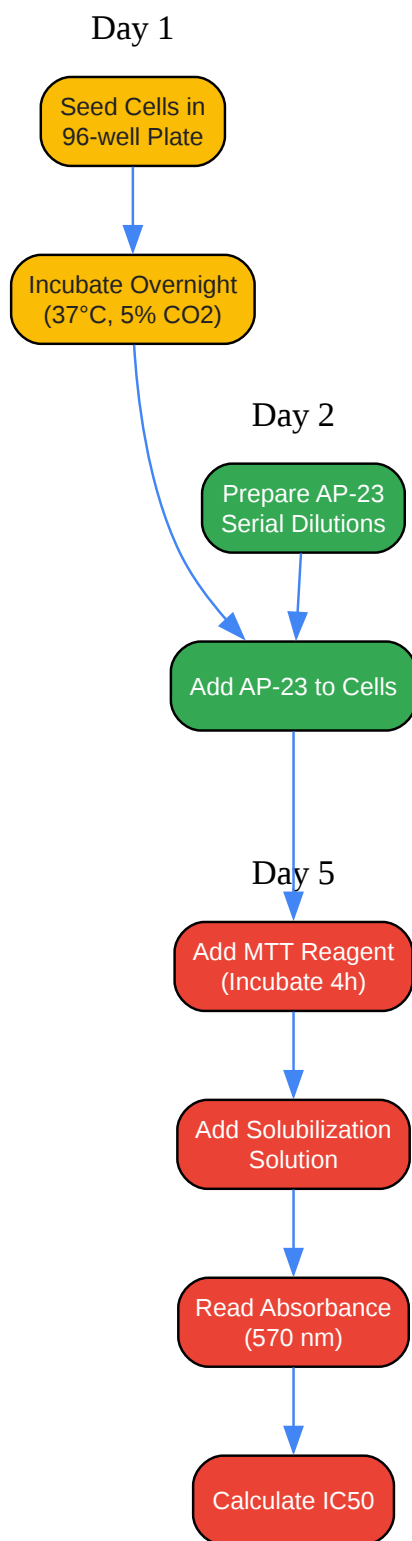 Day 1
Seed Cells in
96-well Plate
Incubate Overnight
(37°C, 5% CO2)
Day 2
Prepare AP-23
Serial Dilutions
Add AP-23 to Cells
Day 5
Add MTT Reagent
(Incubate 4h)
Add Solubilization
Solution
Read Absorbance
(570 nm)
Calculate IC50